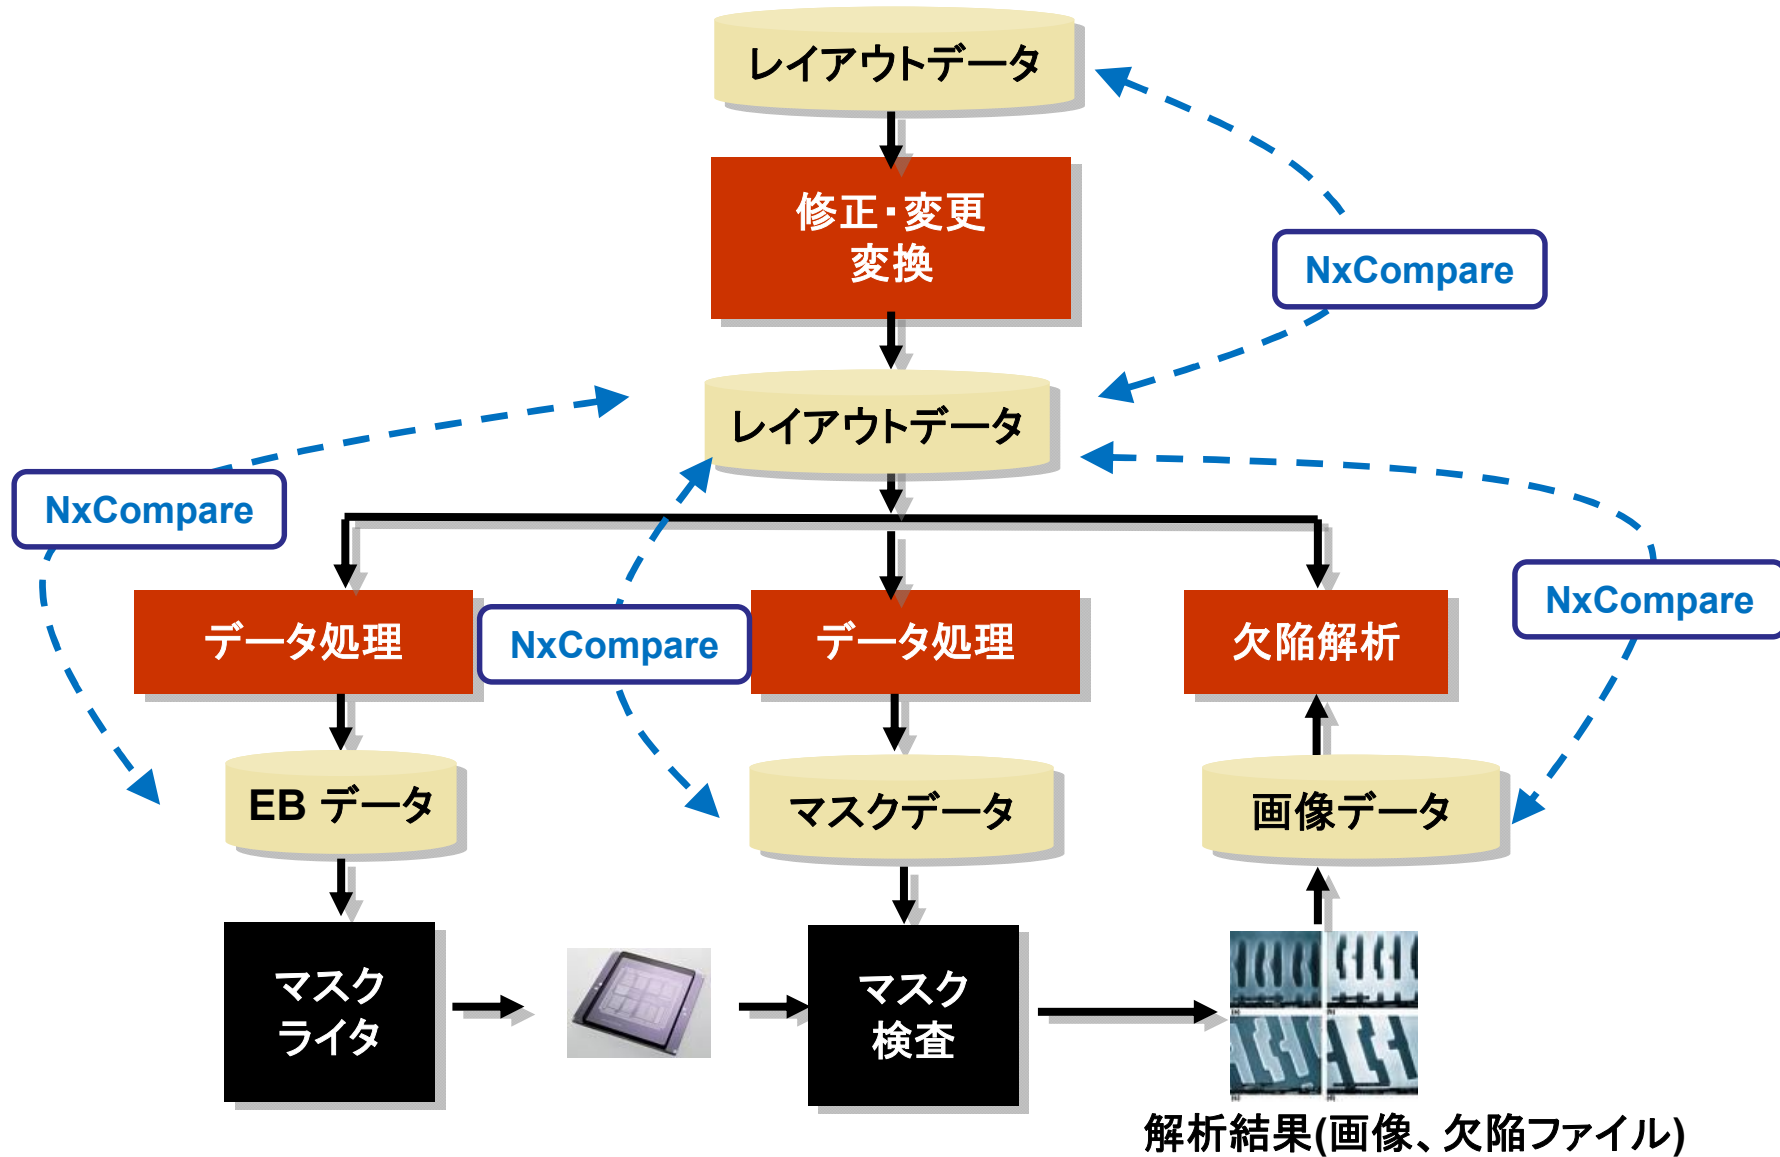 レイアウトデータ
修正・変更
変換
NxCompare
レイアウトデータ
NxCompare
データ処理
NxCompare
データ処理
欠陥解析
NxCompare
EB データ
マスクデータ
画像データ
マスク
ライタ
マスク
検査
解析結果(画像、欠陥ファイル)